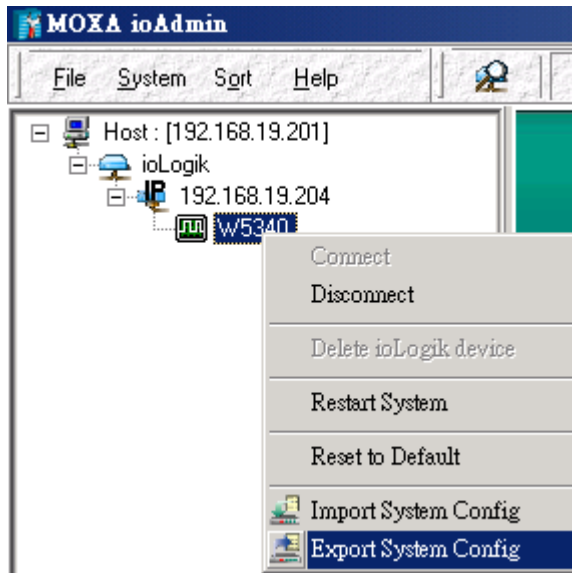 MOXA ioAdmin
File System Sort Help
Host : [192.168.19.201]
ioLogik
IP 192.168.19.204
W5340
Connect
Disconnect
Delete ioLogik device
Restart System
Reset to Default
Import System Config
Export System Config